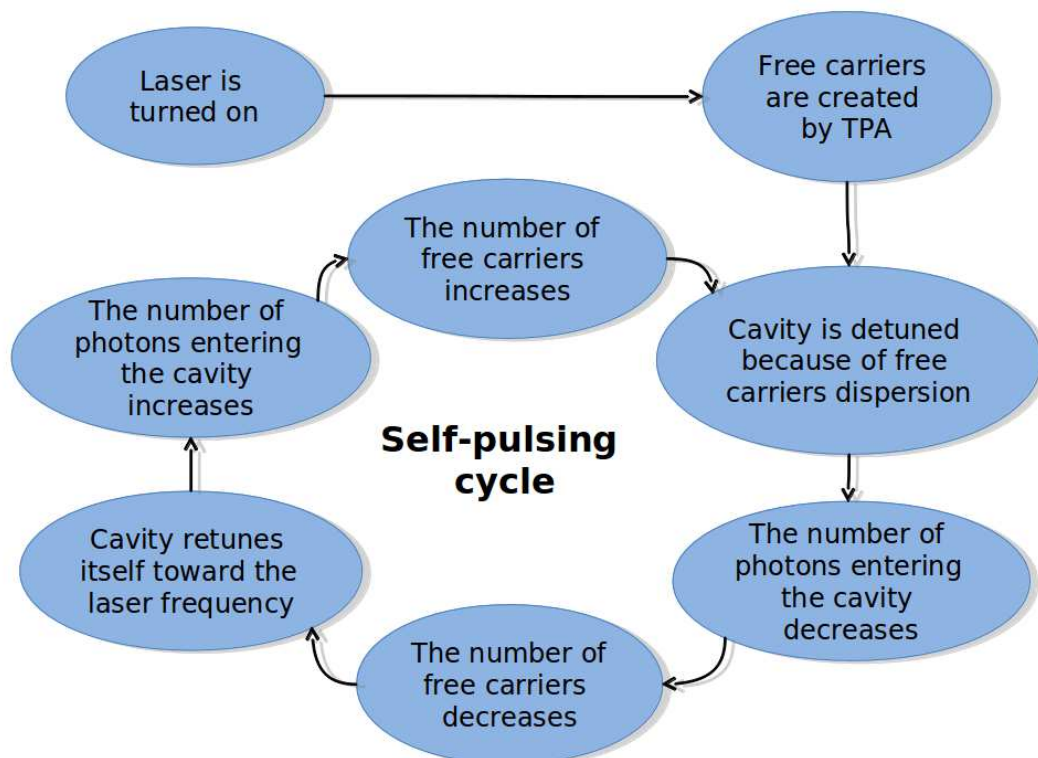 Laser is
turned on
Free carriers
are created
by TPA
The number of
free carriers
increases
Cavity is detuned
because of free
carriers dispersion
The number of
photons entering
the cavity
decreases
The number of
free carriers
decreases
Cavity retunes
itself toward the
laser frequency
The number of
photons entering
the cavity
increases
Self-pulsing
cycle